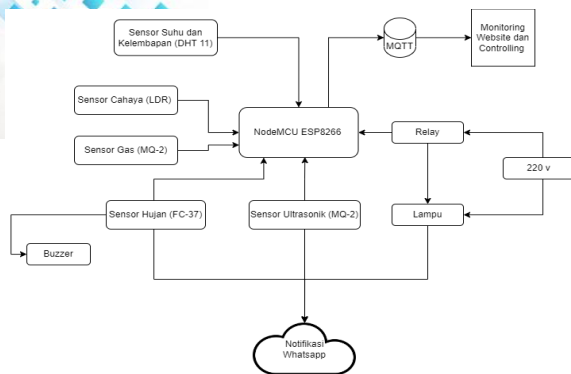 Sensor Suhu dan
Kelembapan (DHT 11)
MQTT
Monitoring
Website dan
Controlling
Sensor Cahaya (LDR)
NodeMCU ESP8266
Relay
Sensor Gas (MQ-2)
220 v
Sensor Hujan (FC-37)
Sensor Ultrasonik (MQ-2)
Lampu
Buzzer
Notifikasi
Whatsapp